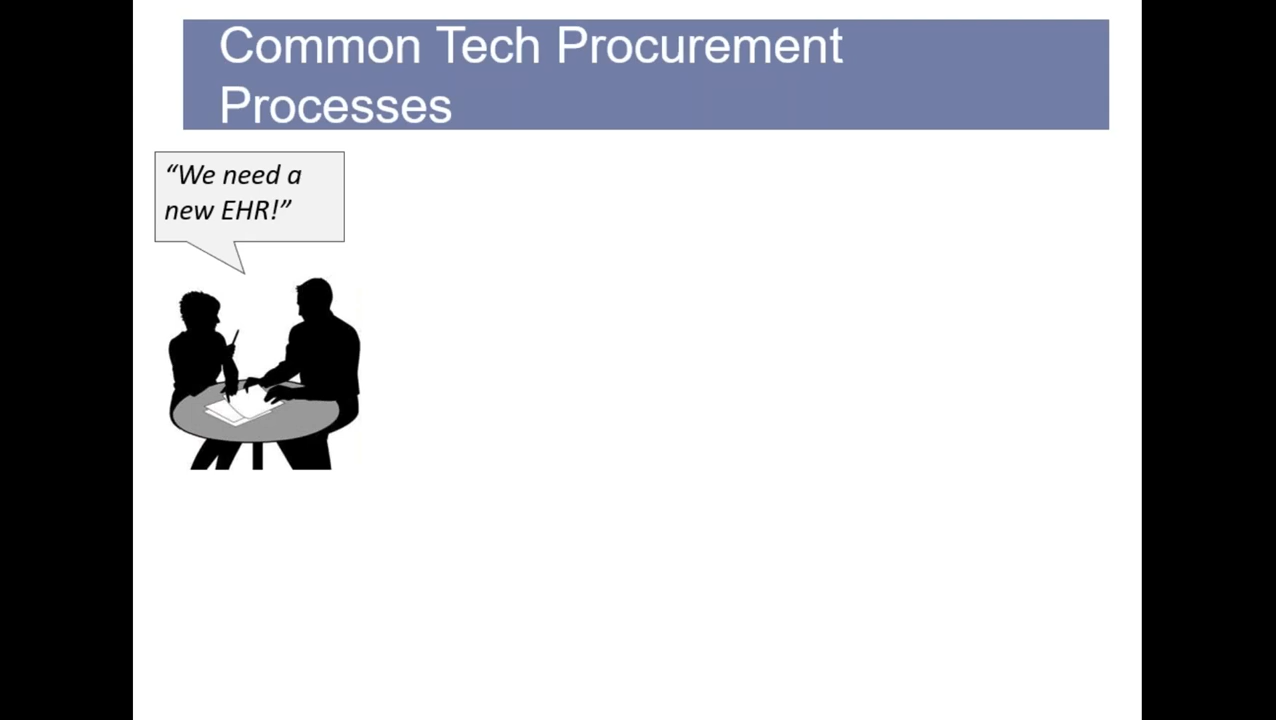 Common Tech Procurement
Processes
“We need a
new EHR!”